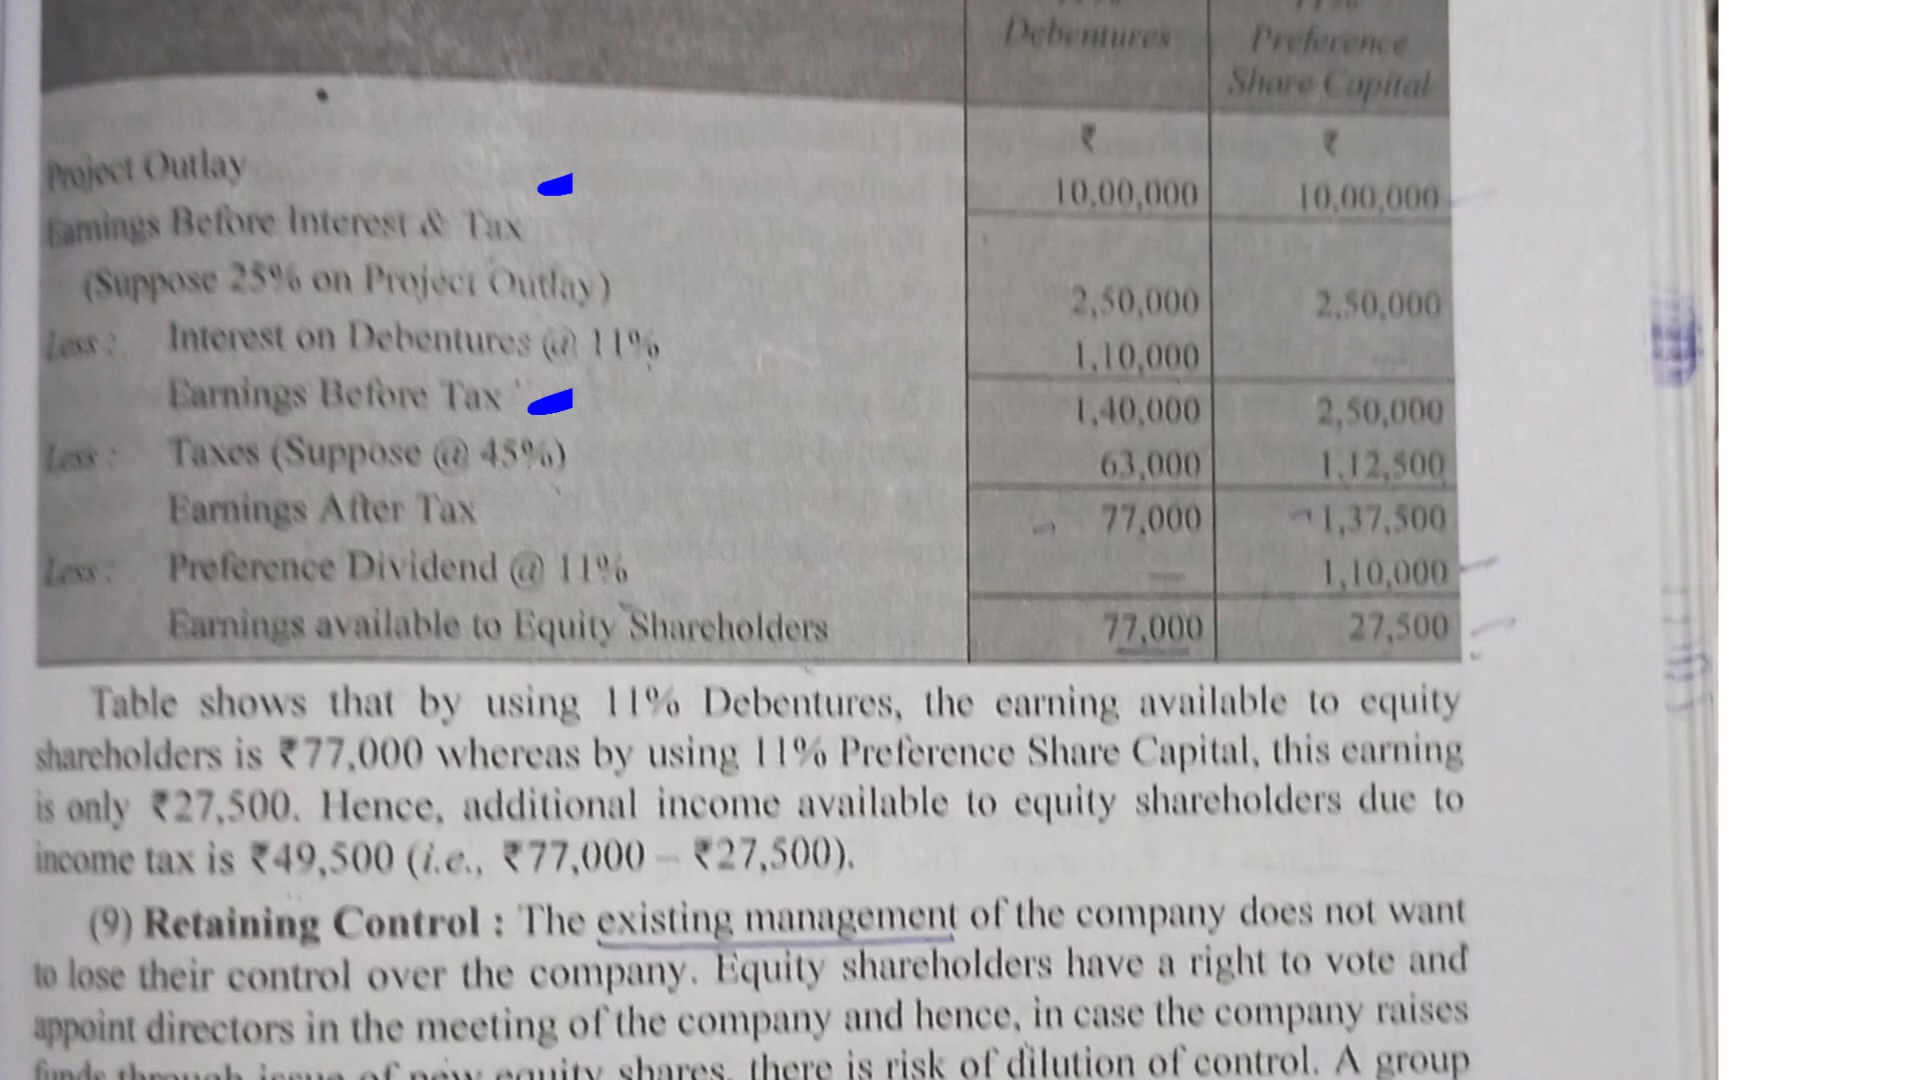 Debentures Preference
Share Capital
₹ ₹
Project Outlay 10,00,000 10,00,000
Earnings Before Interest & Tax
(Suppose 25% on Project Outlay) 2,50,000 2,50,000
Less : Interest on Debentures @ 11% 1,10,000 —
Earnings Before Tax 1,40,000 2,50,000
Less : Taxes (Suppose @ 45%) 63,000 1,12,500
Earnings After Tax 77,000 1,37,500
Less : Preference Dividend @ 11% — 1,10,000
Earnings available to Equity Shareholders 77,000 27,500
Table shows that by using 11% Debentures, the earning available to equity
shareholders is ₹77,000 whereas by using 11% Preference Share Capital, this earning
is only ₹27,500. Hence, additional income available to equity shareholders due to
income tax is ₹49,500 (i.e., ₹77,000 – ₹27,500).
(9) Retaining Control : The existing management of the company does not want
to lose their control over the company. Equity shareholders have a right to vote and
appoint directors in the meeting of the company and hence, in case the company raises
funds through issue of new equity shares, there is risk of dilution of control. A group